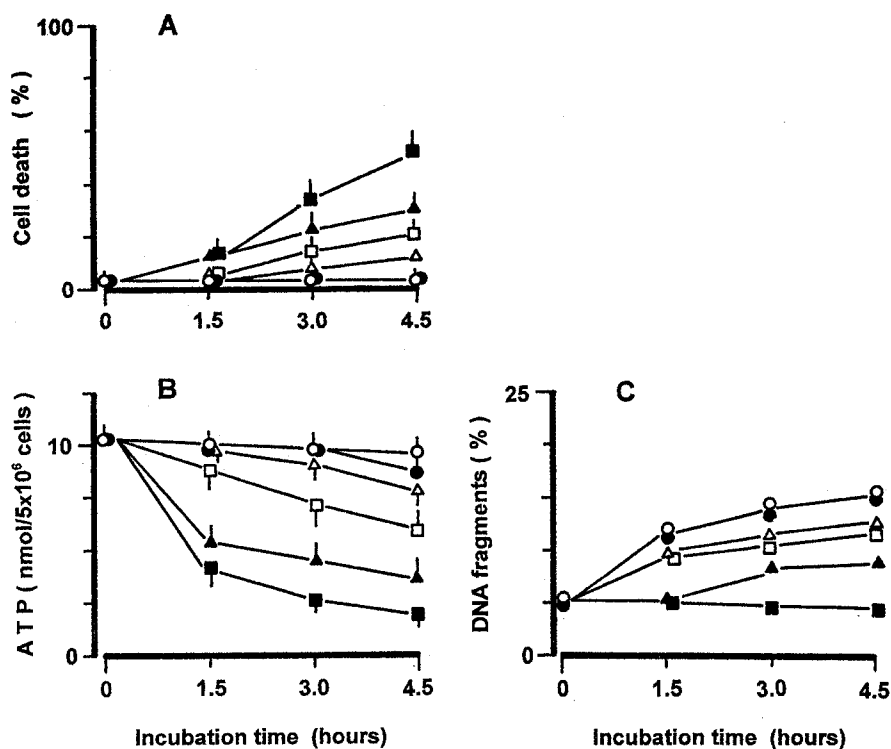 A
100
50
0
Cell death ( % )
0 1.5 3.0 4.5
B
10
0
A T P ( nmol/5x10⁶ cells)
0 1.5 3.0 4.5
Incubation time (hours)
C
25
0
DNA fragments ( % )
0 1.5 3.0 4.5
Incubation time (hours)